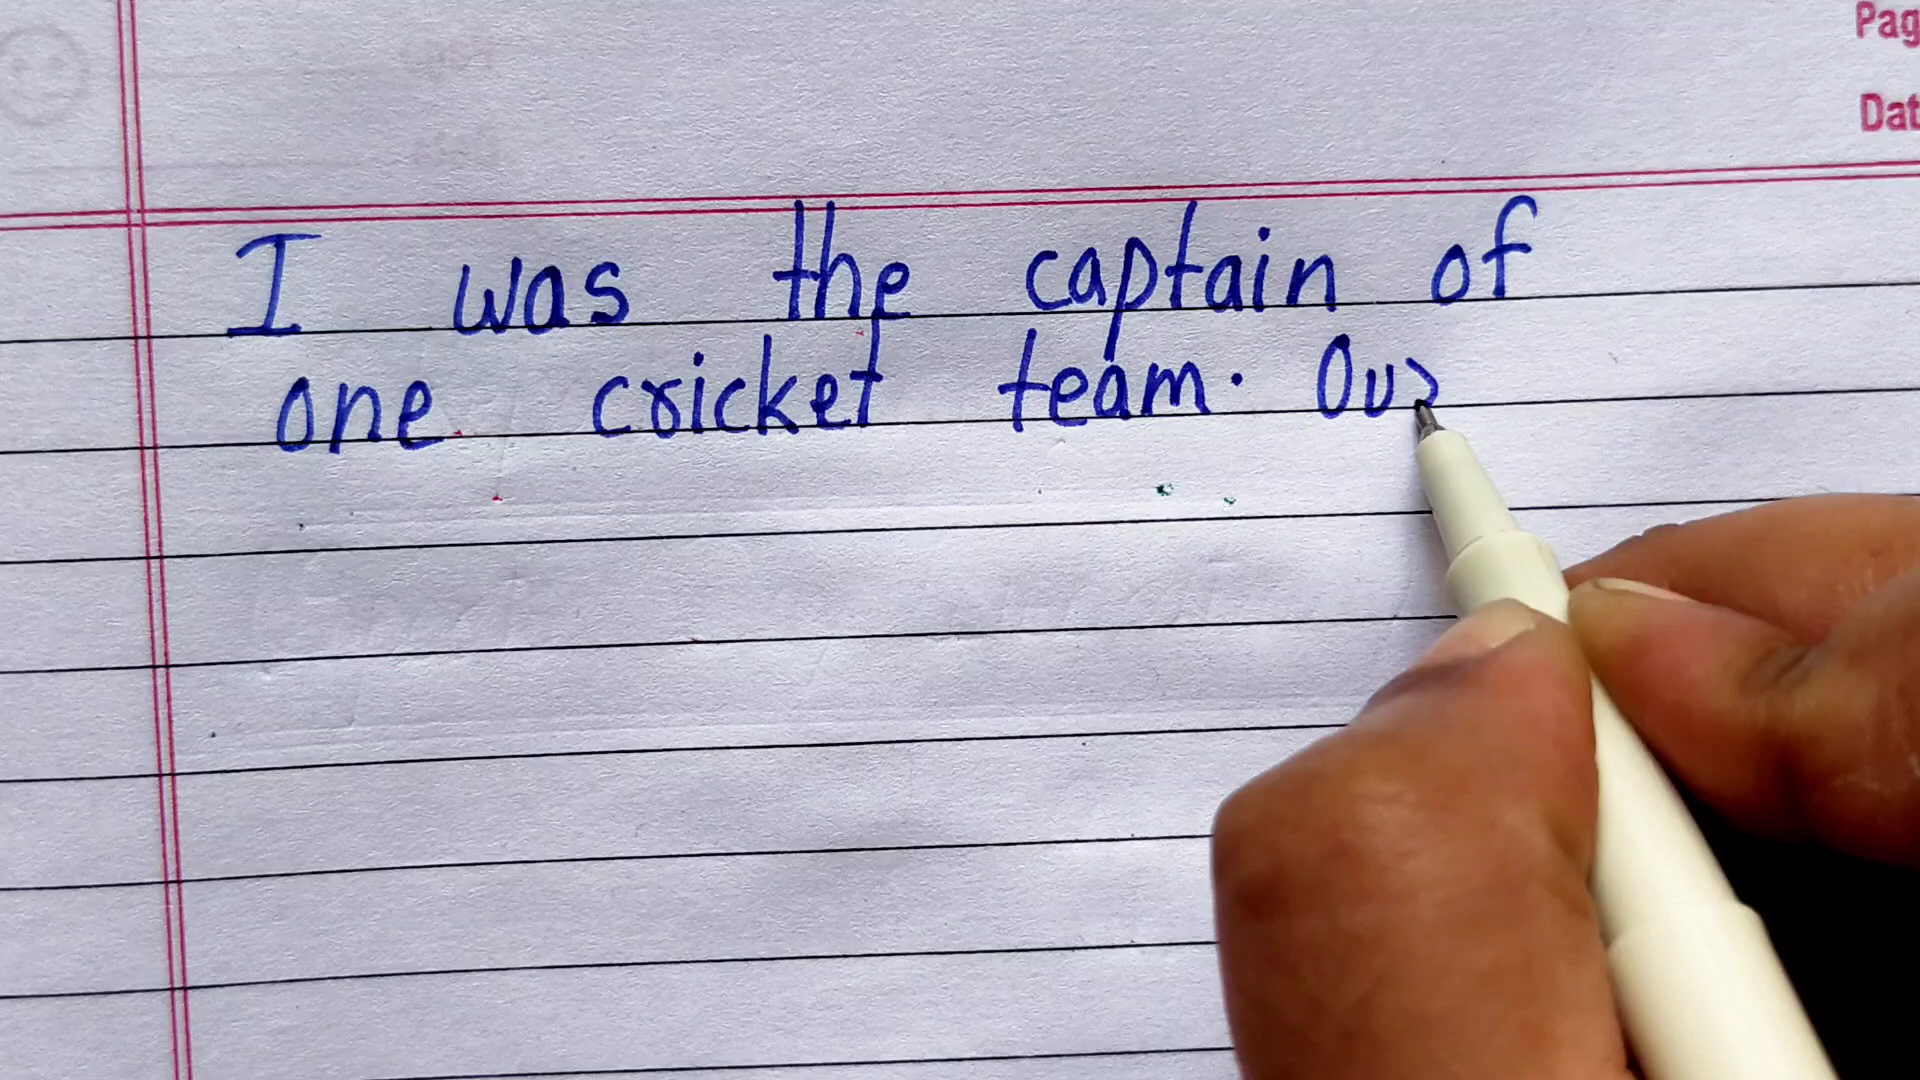 Pag
Dat
I was the captain of
one cricket team. Our